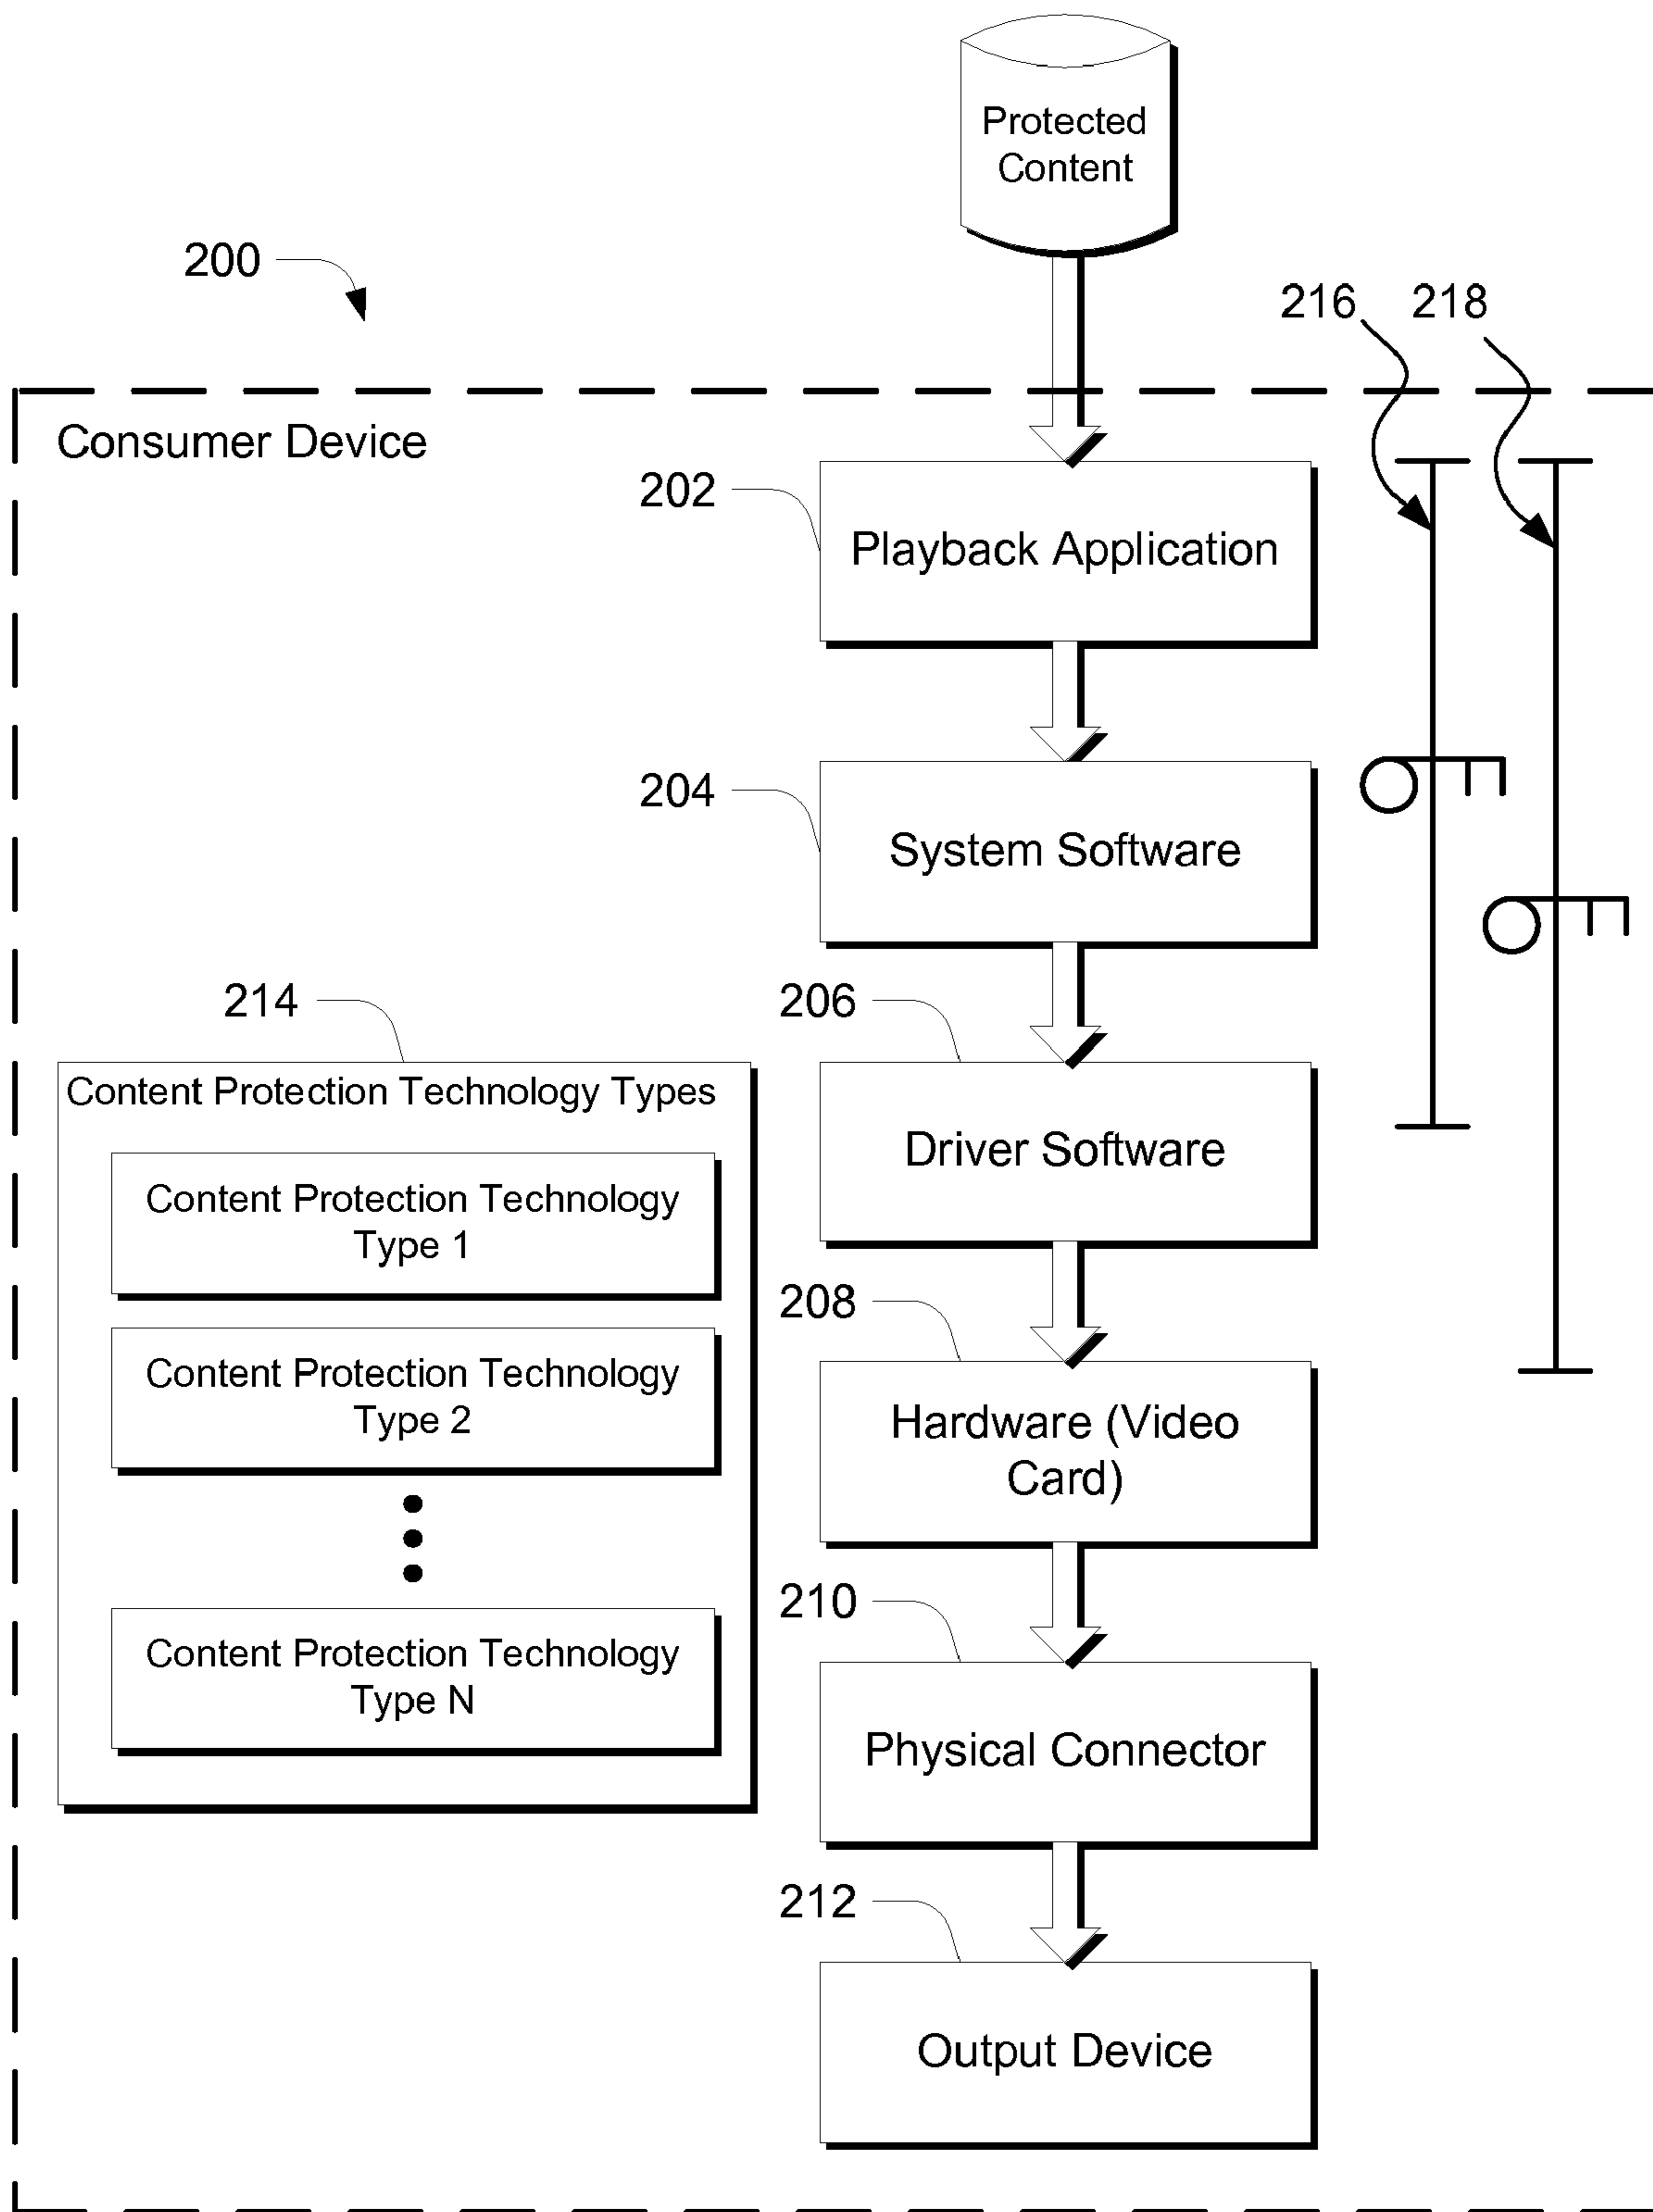 Protected
Content
200
216
218
Consumer Device
202
Playback Application
204
System Software
214
206
Content Protection Technology Types
Driver Software
Content Protection Technology
Type 1
208
Content Protection Technology
Type 2
Hardware (Video
Card)
210
Content Protection Technology
Type N
Physical Connector
212
Output Device